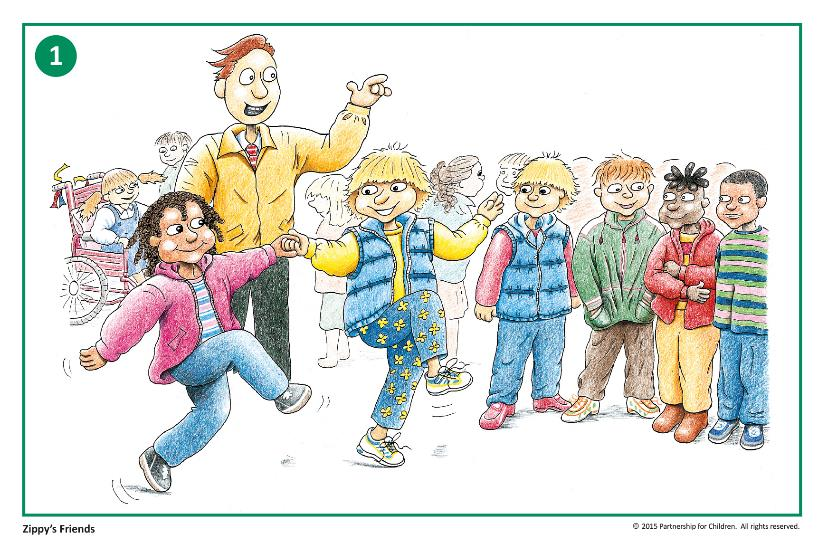 1
Zippy's Friends
© 2015 Partnership for Children. All rights reserved.